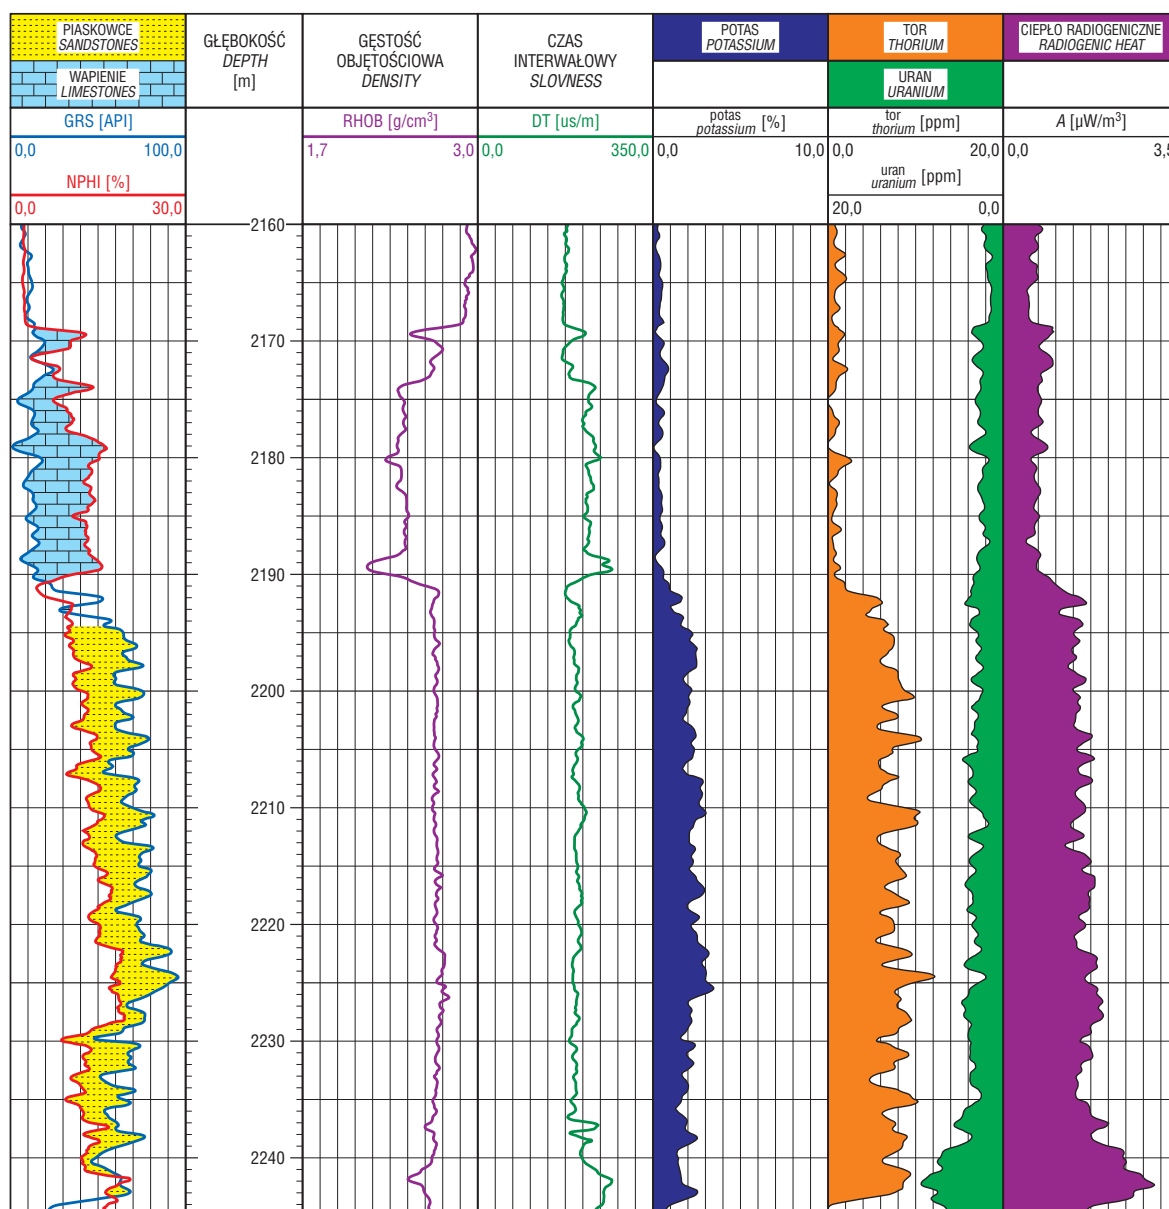 PIASKOWCE
SANDSTONES
WAPIENIE
LIMESTONES
GRS [API]
0,0 100,0
NPHI [%]
0,0 30,0
GŁĘBOKOŚĆ
DEPTH
[m]
GĘSTOŚĆ
OBJĘTOŚCIOWA
DENSITY
RHOB [g/cm³]
1,7 3,0
CZAS
INTERWAŁOWY
SLOVNESS
DT [us/m]
0,0 350,0
POTAS
POTASSIUM
potas
potassium [%]
0,0 10,0
TOR
THORIUM
URAN
URANIUM
tor
thorium [ppm]
0,0 20,0
uran
uranium [ppm]
20,0 0,0
CIEPŁO RADIOGENICZNE
RADIOGENIC HEAT
A [µW/m³]
0,0 3,5
2160
2170
2180
2190
2200
2210
2220
2230
2240